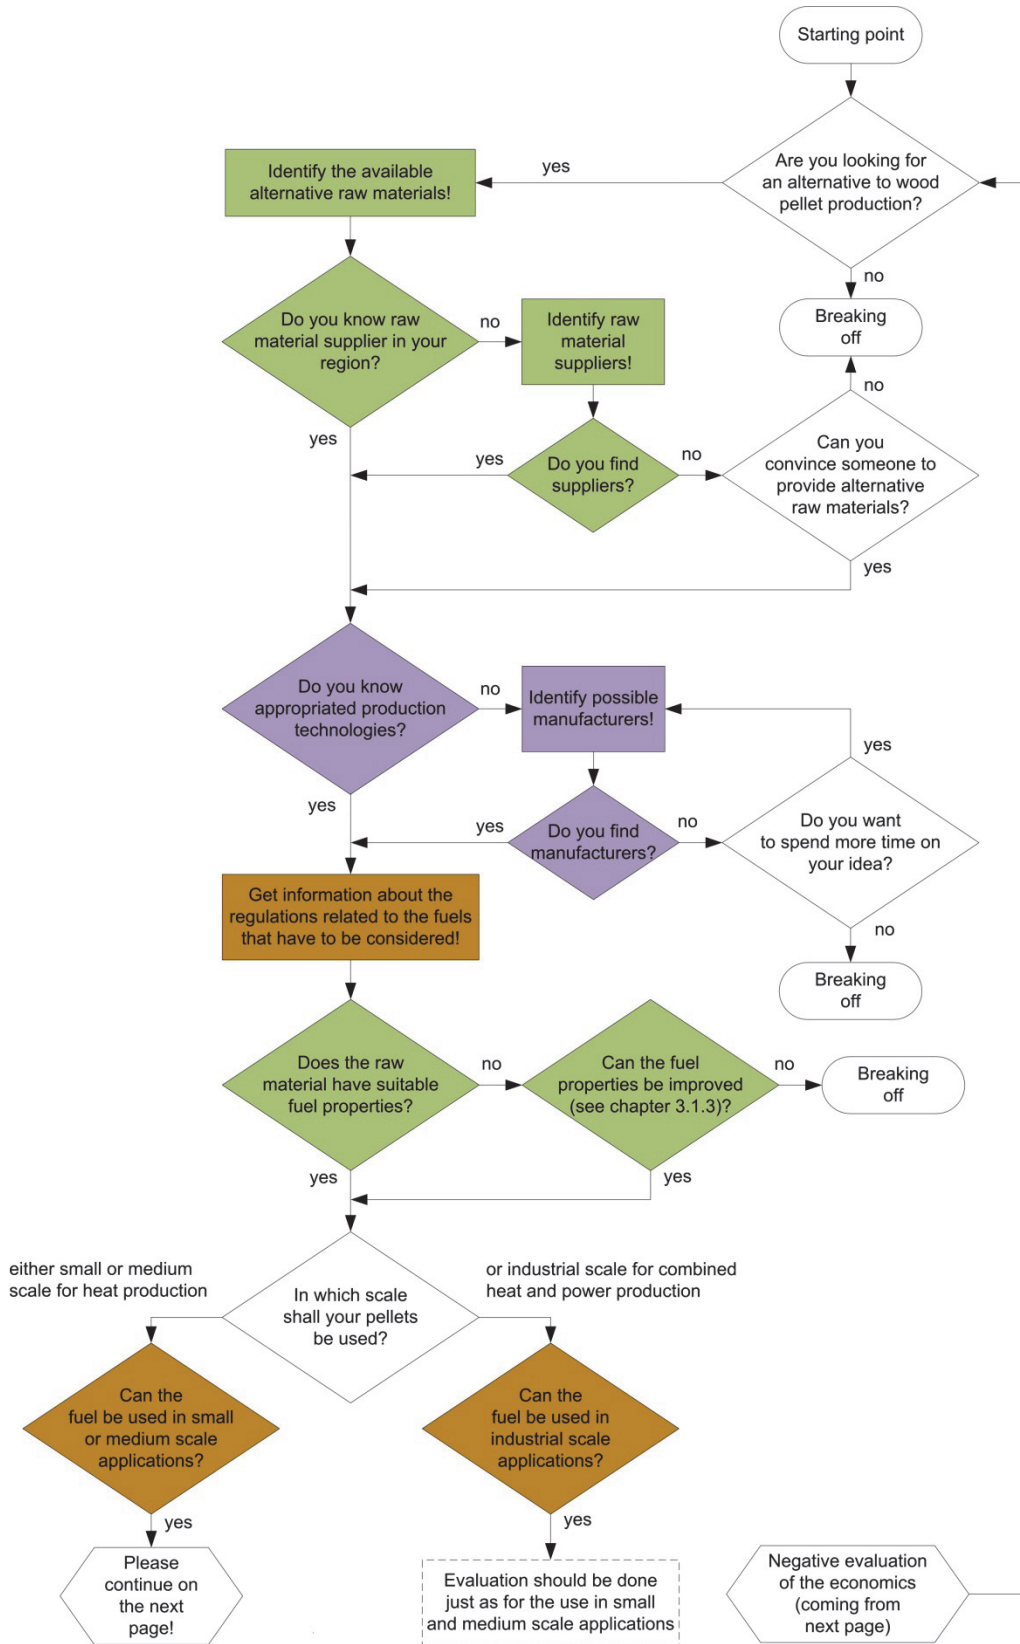 Starting point
Are you looking for
an alternative to wood
pellet production?
yes
no
Identify the available
alternative raw materials!
Breaking
off
Do you know raw
material supplier in your
region?
no
yes
Identify raw
material
suppliers!
Do you find
suppliers?
yes
no
no
Can you
convince someone to
provide alternative
raw materials?
yes
Do you know
appropriated production
technologies?
no
yes
Identify possible
manufacturers!
yes
Do you find
manufacturers?
yes
no
Do you want
to spend more time on
your idea?
no
Breaking
off
Get information about the
regulations related to the fuels
that have to be considered!
Does the raw
material have suitable
fuel properties?
no
yes
Can the fuel
properties be improved
(see chapter 3.1.3)?
no
yes
Breaking
off
either small or medium
scale for heat production
In which scale
shall your pellets
be used?
or industrial scale for combined
heat and power production
Can the
fuel be used in small
or medium scale
applications?
yes
Can the
fuel be used in
industrial scale
applications?
yes
Please
continue on
the next
page!
Evaluation should be done
just as for the use in small
and medium scale applications
Negative evaluation
of the economics
(coming from
next page)